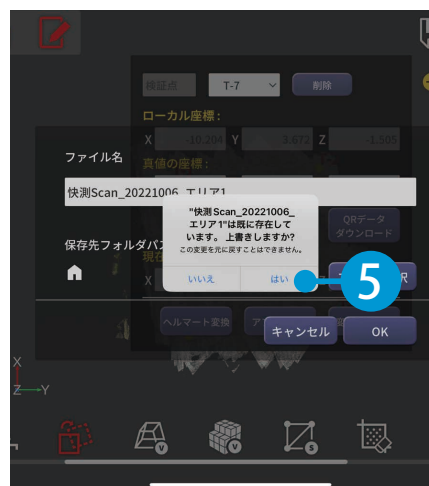 検証点 T-7 削除
ローカル座標 :
X -10.204 Y 3.672 Z -1.505
ファイル名
真値の座標 :
快測Scan_20221006_エリア1
"快測Scan_20221006_
エリア1"は既に存在して
います。 上書きしますか?
この変更を元に戻すことはできません。
QRデータ
ダウンロード
保存先フォルダパス
現在
いいえ はい
X
5
択
ヘルマート変換
キャンセル OK
X
Z Y
V V S